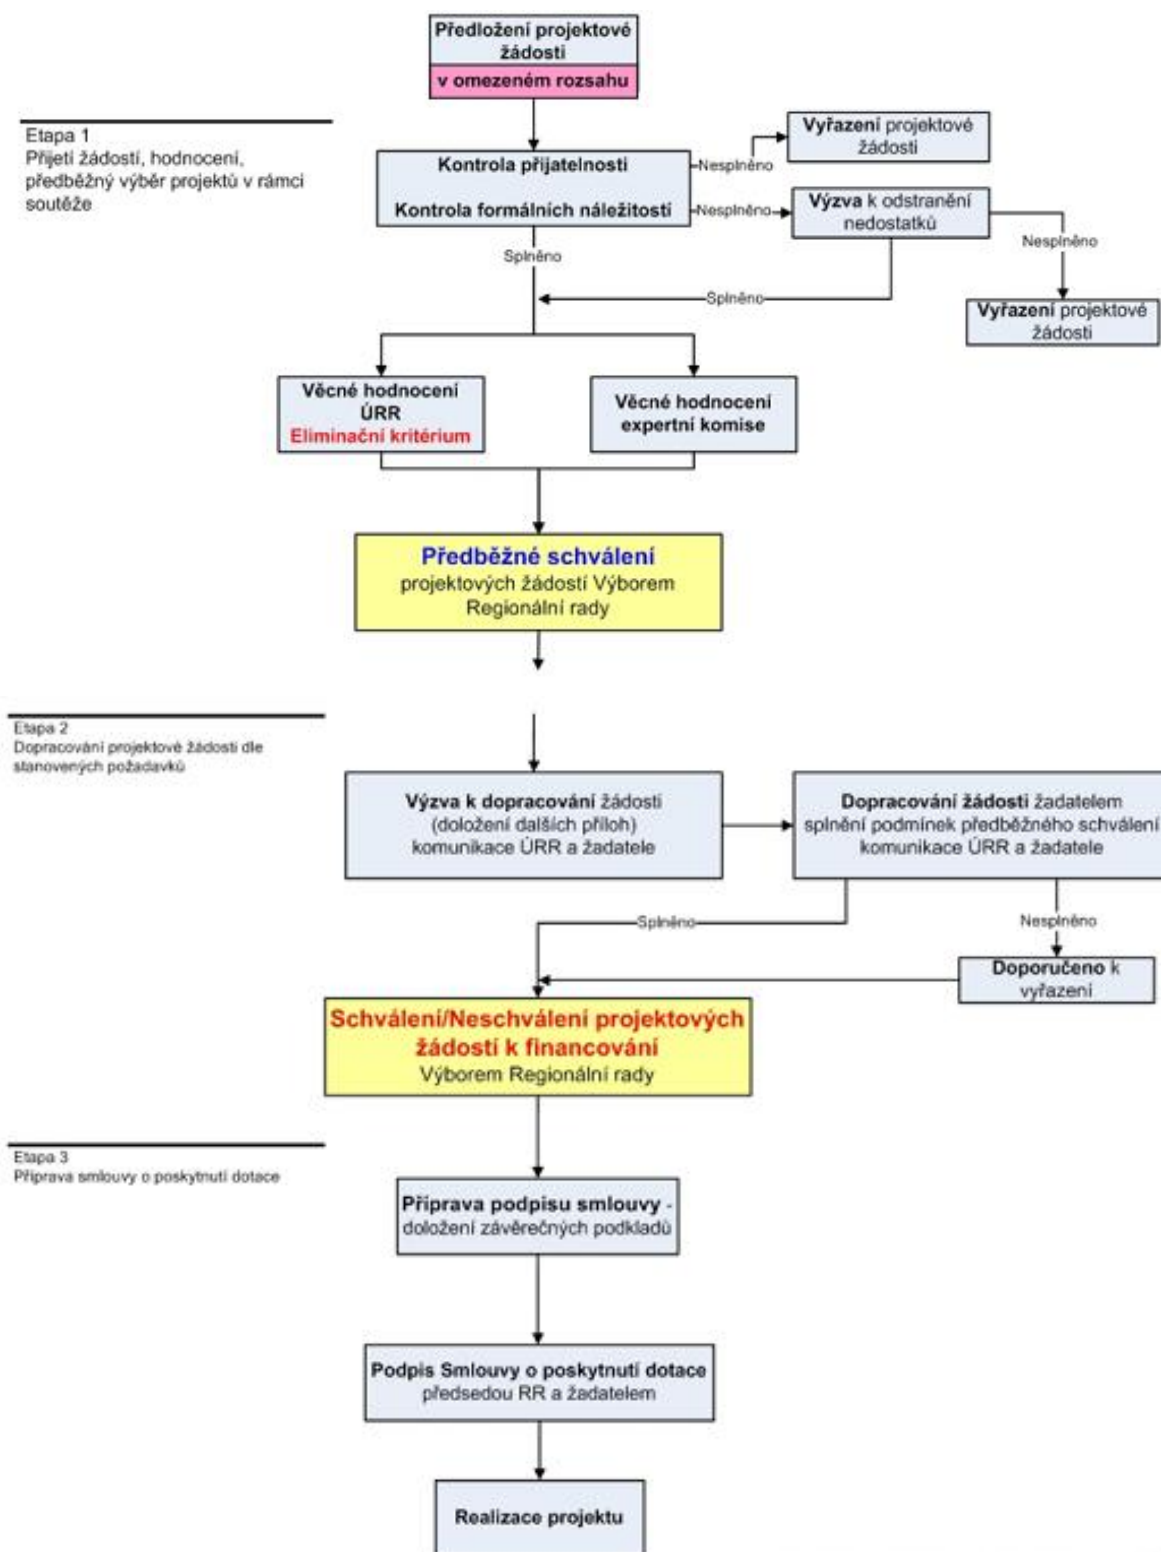 Předložení projektové
žádosti
v omezeném rozsahu
Etapa 1
Přijetí žádostí, hodnocení,
předběžný výběr projektů v rámci
soutěže
Kontrola přijatelnosti
Kontrola formálních náležitostí
Nesplněno
Vyřazení projektové
žádosti
Nesplněno
Výzva k odstranění
nedostatků
Nesplněno
Vyřazení projektové
žádosti
Splněno
Splněno
Věcné hodnocení
ÚRR
Eliminační kritérium
Věcné hodnocení
expertní komise
Předběžné schválení
projektových žádostí Výborem
Regionální rady
Etapa 2
Dopracování projektové žádosti dle
stanovených požadavků
Výzva k dopracování žádosti
(doložení dalších příloh)
komunikace ÚRR a žadatele
Dopracování žádosti žadatelem
splnění podmínek předběžného schválení
komunikace ÚRR a žadatele
Splněno
Nesplněno
Doporučeno k
vyřazení
Schválení/Neschválení projektových
žádostí k financování
Výborem Regionální rady
Etapa 3
Příprava smlouvy o poskytnutí dotace
Příprava podpisu smlouvy -
doložení závěrečných podkladů
Podpis Smlouvy o poskytnutí dotace
předsedou RR a žadatelem
Realizace projektu